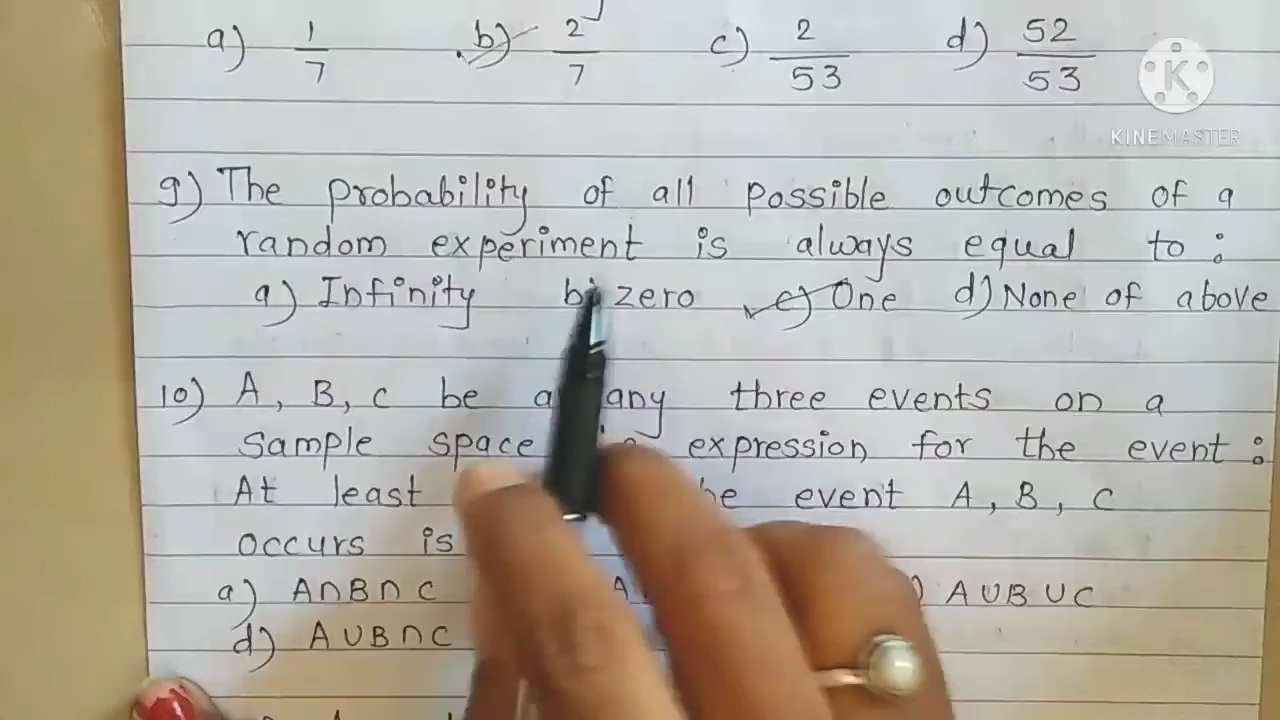 a) 1/7 b) 2/7 c) 2/53 d) 52/53
KINEMASTER
9) The probability of all possible outcomes of a
random experiment is always equal to :
a) Infinity b) zero c) One d) None of above
10) A, B, C be any three events on a
sample space expression for the event :
At least event A, B, C
occurs is
a) A∩B∩C A ) A∪B∪C
d) A∪B∩C